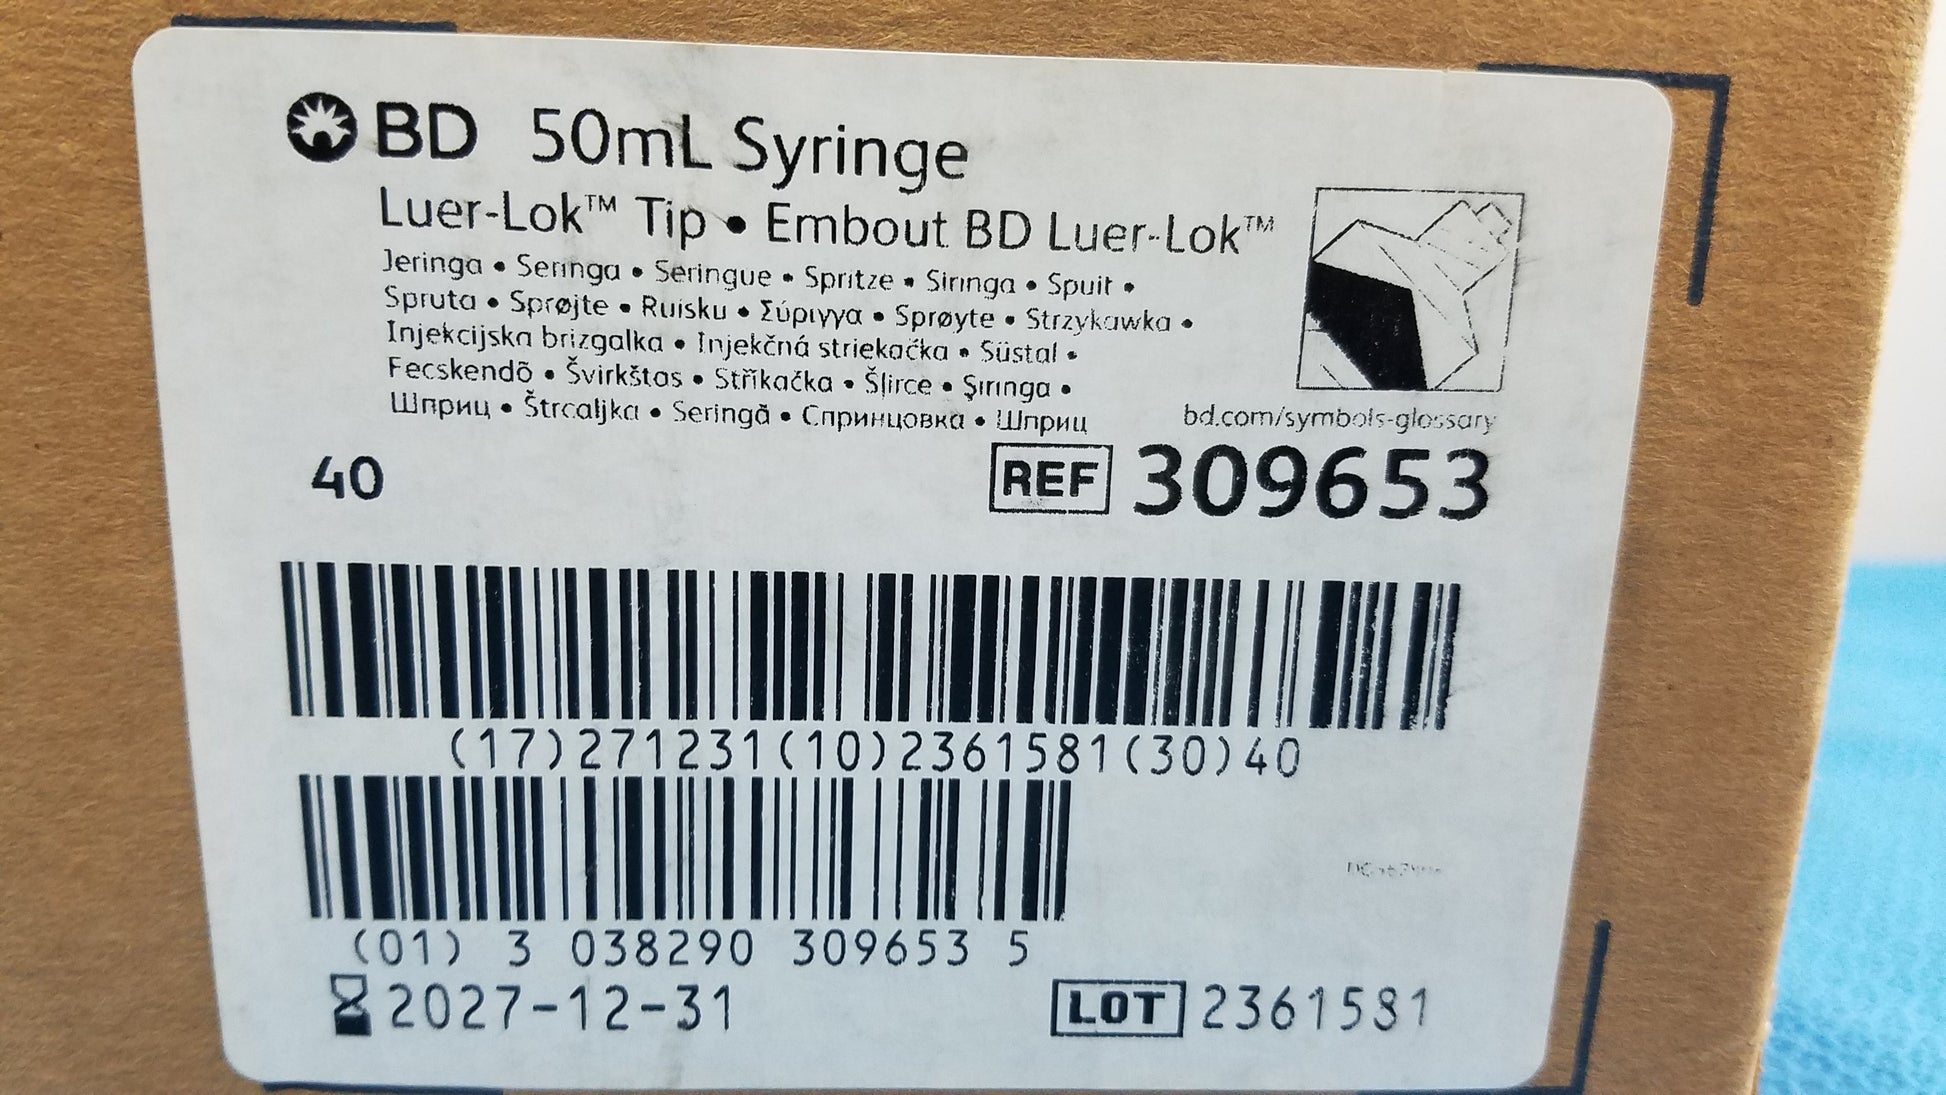 BD 50mL Syringe
Luer-Lok™ Tip • Embout BD Luer-Lok™
Jeringa • Seringa • Seringue • Spritze • Siringa • Spuit •
Spruta • Sprøjte • Ruisku • Σύριγγα • Sprøyte • Strzykawka •
Injekcijska brizgalka • Injekčná striekačka • Süstal •
Fecskendõ • Švirkštas • Stříkačka • Šļirce • Şırınga •
Шприц • Štrcaljka • Seringă • Спринцовка • Шприц
bd.com/symbols-glossary
40
REF 309653
(17)271231(10)2361581(30)40
(01) 3 038290 309653 5
2027-12-31
LOT 2361581